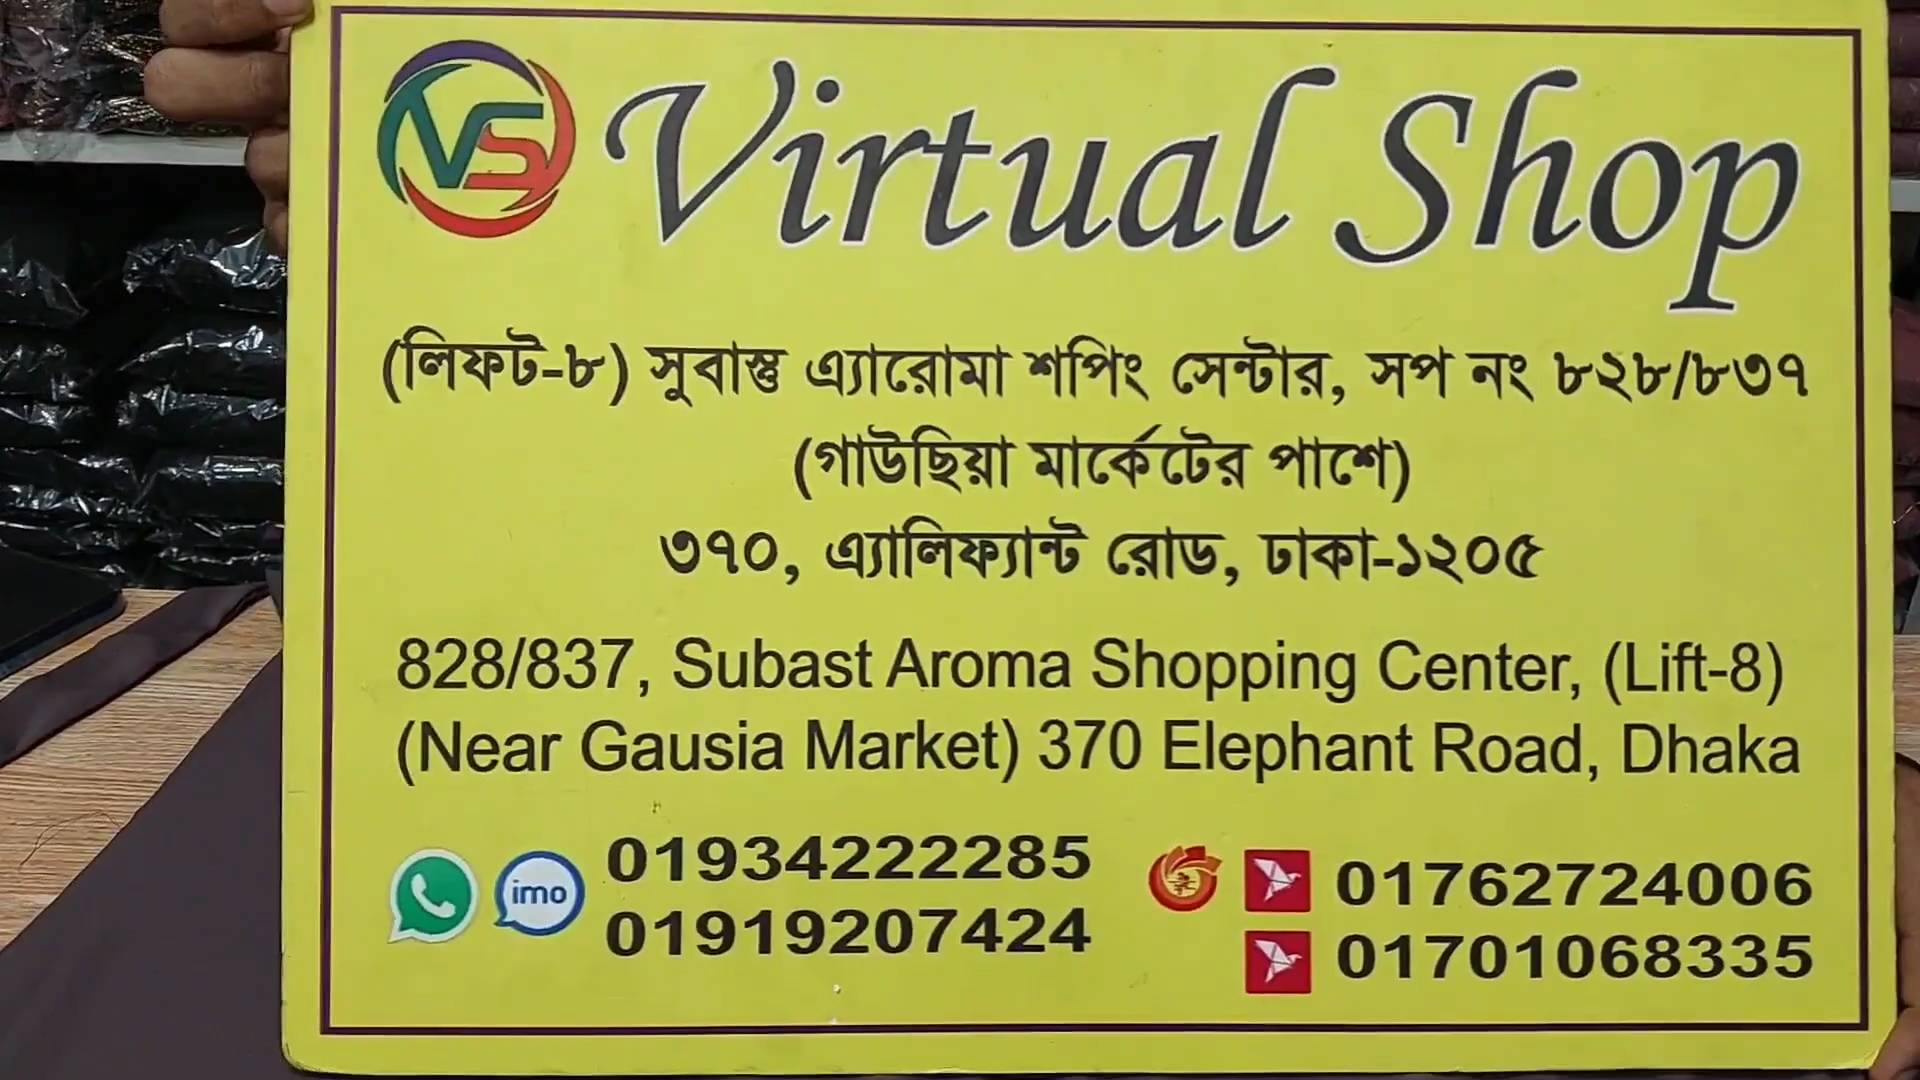 VS Virtual Shop
(লিফট-৮) সুবাস্তু এ্যারোমা শপিং সেন্টার, সপ নং ৮২৮/৮৩৭
(গাউছিয়া মার্কেটের পাশে)
৩৭০, এ্যালিফ্যান্ট রোড, ঢাকা-১২০৫
828/837, Subast Aroma Shopping Center, (Lift-8)
(Near Gausia Market) 370 Elephant Road, Dhaka
imo 01934222285
01919207424
01762724006
01701068335